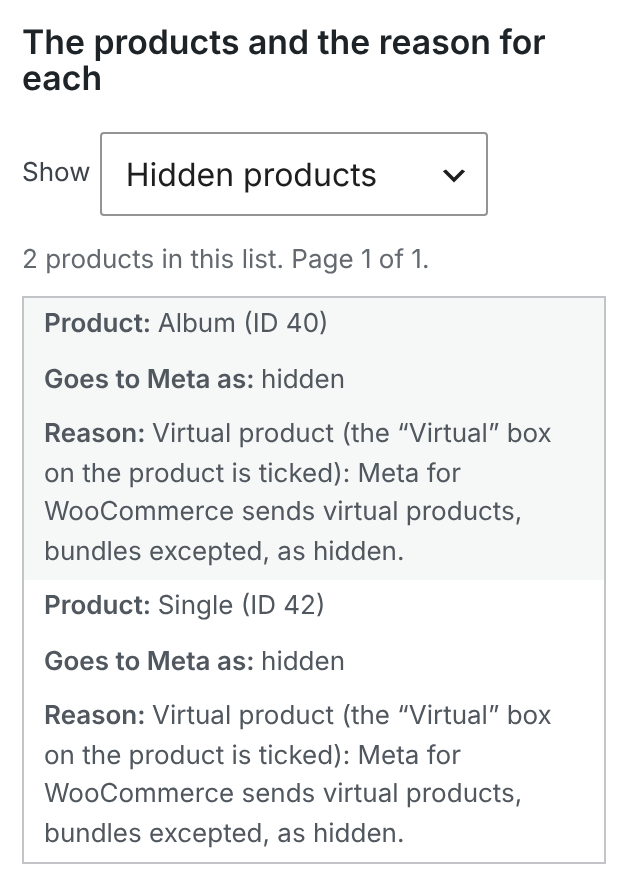 The products and the reason for
each
Show
Hidden products
2 products in this list. Page 1 of 1.
Product: Album (ID 40)
Goes to Meta as: hidden
Reason: Virtual product (the “Virtual” box
on the product is ticked): Meta for
WooCommerce sends virtual products,
bundles excepted, as hidden.
Product: Single (ID 42)
Goes to Meta as: hidden
Reason: Virtual product (the “Virtual” box
on the product is ticked): Meta for
WooCommerce sends virtual products,
bundles excepted, as hidden.